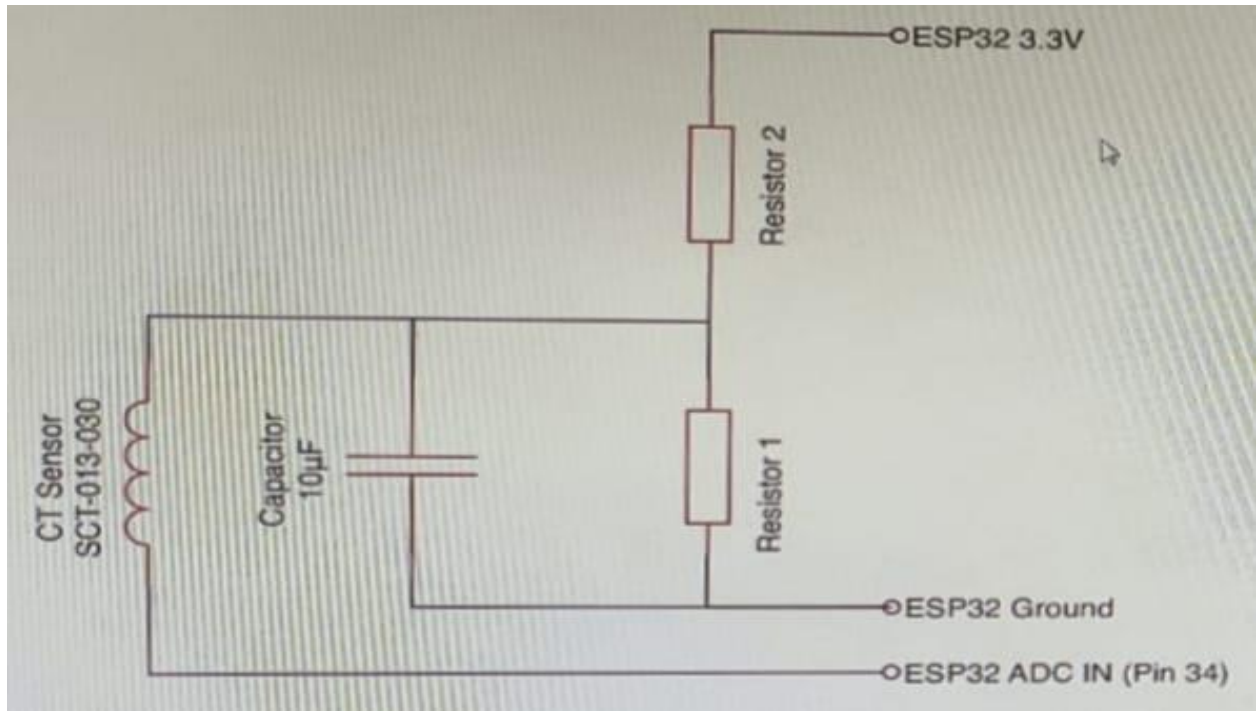 ESP32 3.3V
Resistor 2
CT Sensor
SCT-013-030
Capacitor
10µF
Resistor 1
ESP32 Ground
ESP32 ADC IN (Pin 34)